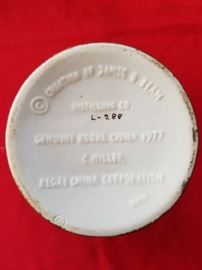 © CREATION OF JAMES B BEAM
DISTILLING CO.
L-288
GENUINE REGAL CHINA 1977
C. MILLER
REGAL CHINA CORPORATION
©